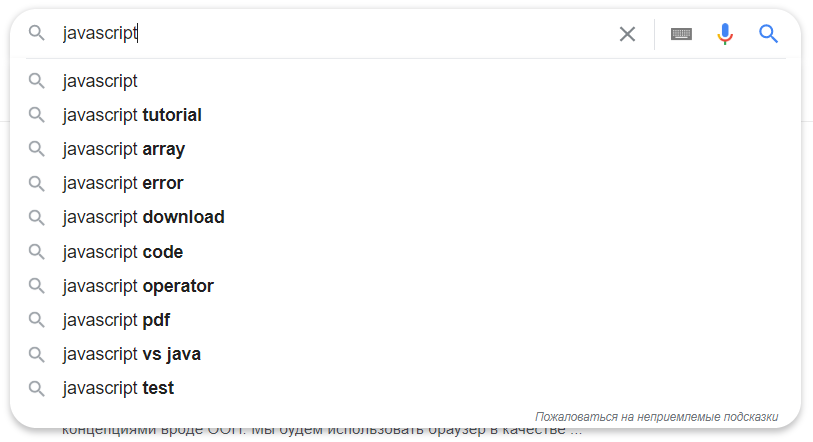 javascript
javascript
javascript tutorial
javascript array
javascript error
javascript download
javascript code
javascript operator
javascript pdf
javascript vs java
javascript test
Пожаловаться на неприемлемые подсказки
концепциями вроде ООП. Мы будем использовать браузер в качестве ...